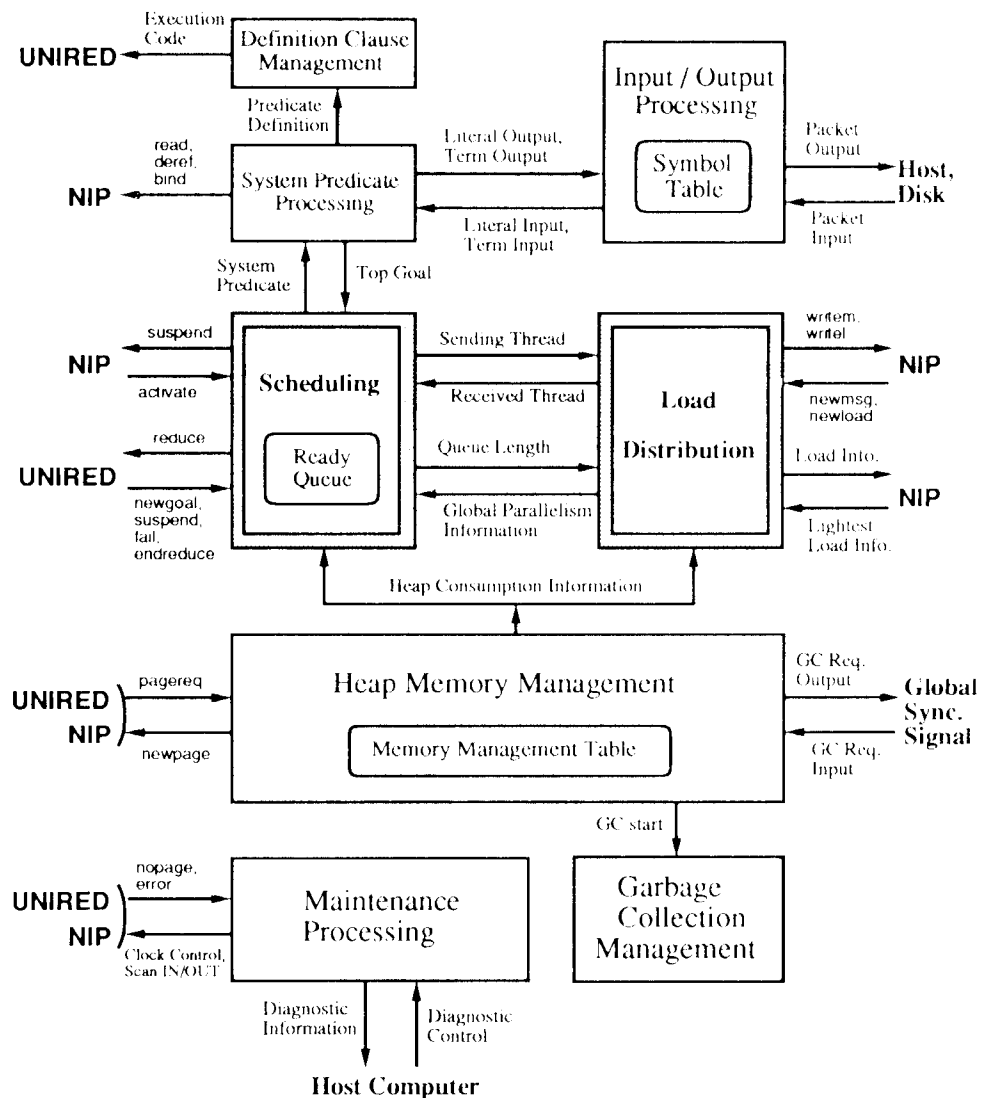 Execution
Code
UNIRED
Definition Clause
Management
Predicate
Definition
Input / Output
Processing
Symbol
Table
Packet
Output
Host,
Disk
Packet
Input
read,
deref,
bind
NIP
System Predicate
Processing
Literal Output,
Term Output
Literal Input,
Term Input
System
Predicate
Top Goal
suspend
NIP
activate
reduce
UNIRED
newgoal,
suspend,
fail,
endreduce
Scheduling
Ready
Queue
Sending Thread
Received Thread
Queue Length
Global Parallelism
Information
Load
Distribution
writem,
writel
NIP
newmsg,
newload
Load Info.
NIP
Lightest
Load Info.
Heap Consumption Information
UNIRED
NIP
pagereq
newpage
Heap Memory Management
Memory Management Table
GC Req.
Output
Global
Sync.
Signal
GC Req.
Input
GC start
UNIRED
NIP
nopage,
error
Clock Control,
Scan IN/OUT
Maintenance
Processing
Garbage
Collection
Management
Diagnostic
Information
Diagnostic
Control
Host Computer